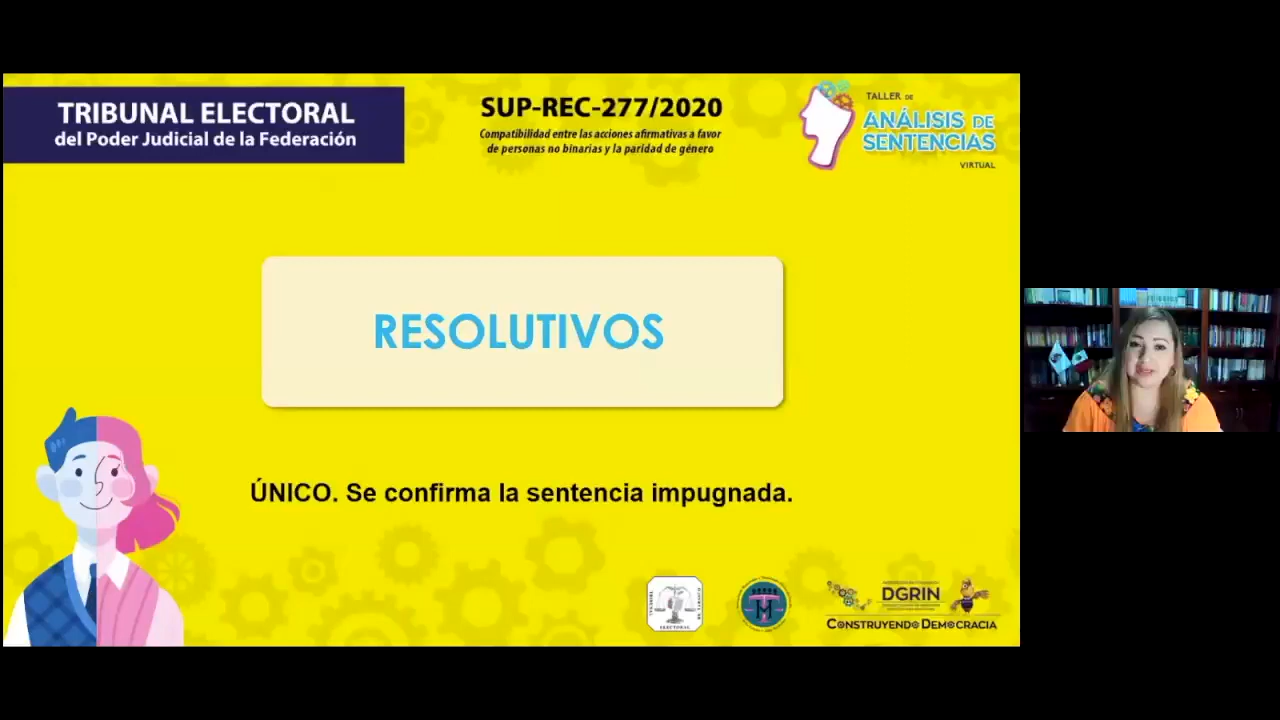 TRIBUNAL ELECTORAL
del Poder Judicial de la Federación
SUP-REC-277/2020
Compatibilidad entre las acciones afirmativas a favor
de personas no binarias y la paridad de género
TALLER DE
ANÁLISIS DE
SENTENCIAS
VIRTUAL
RESOLUTIVOS
ÚNICO. Se confirma la sentencia impugnada.
DGRIN
CONSTRUYENDO DEMOCRACIA